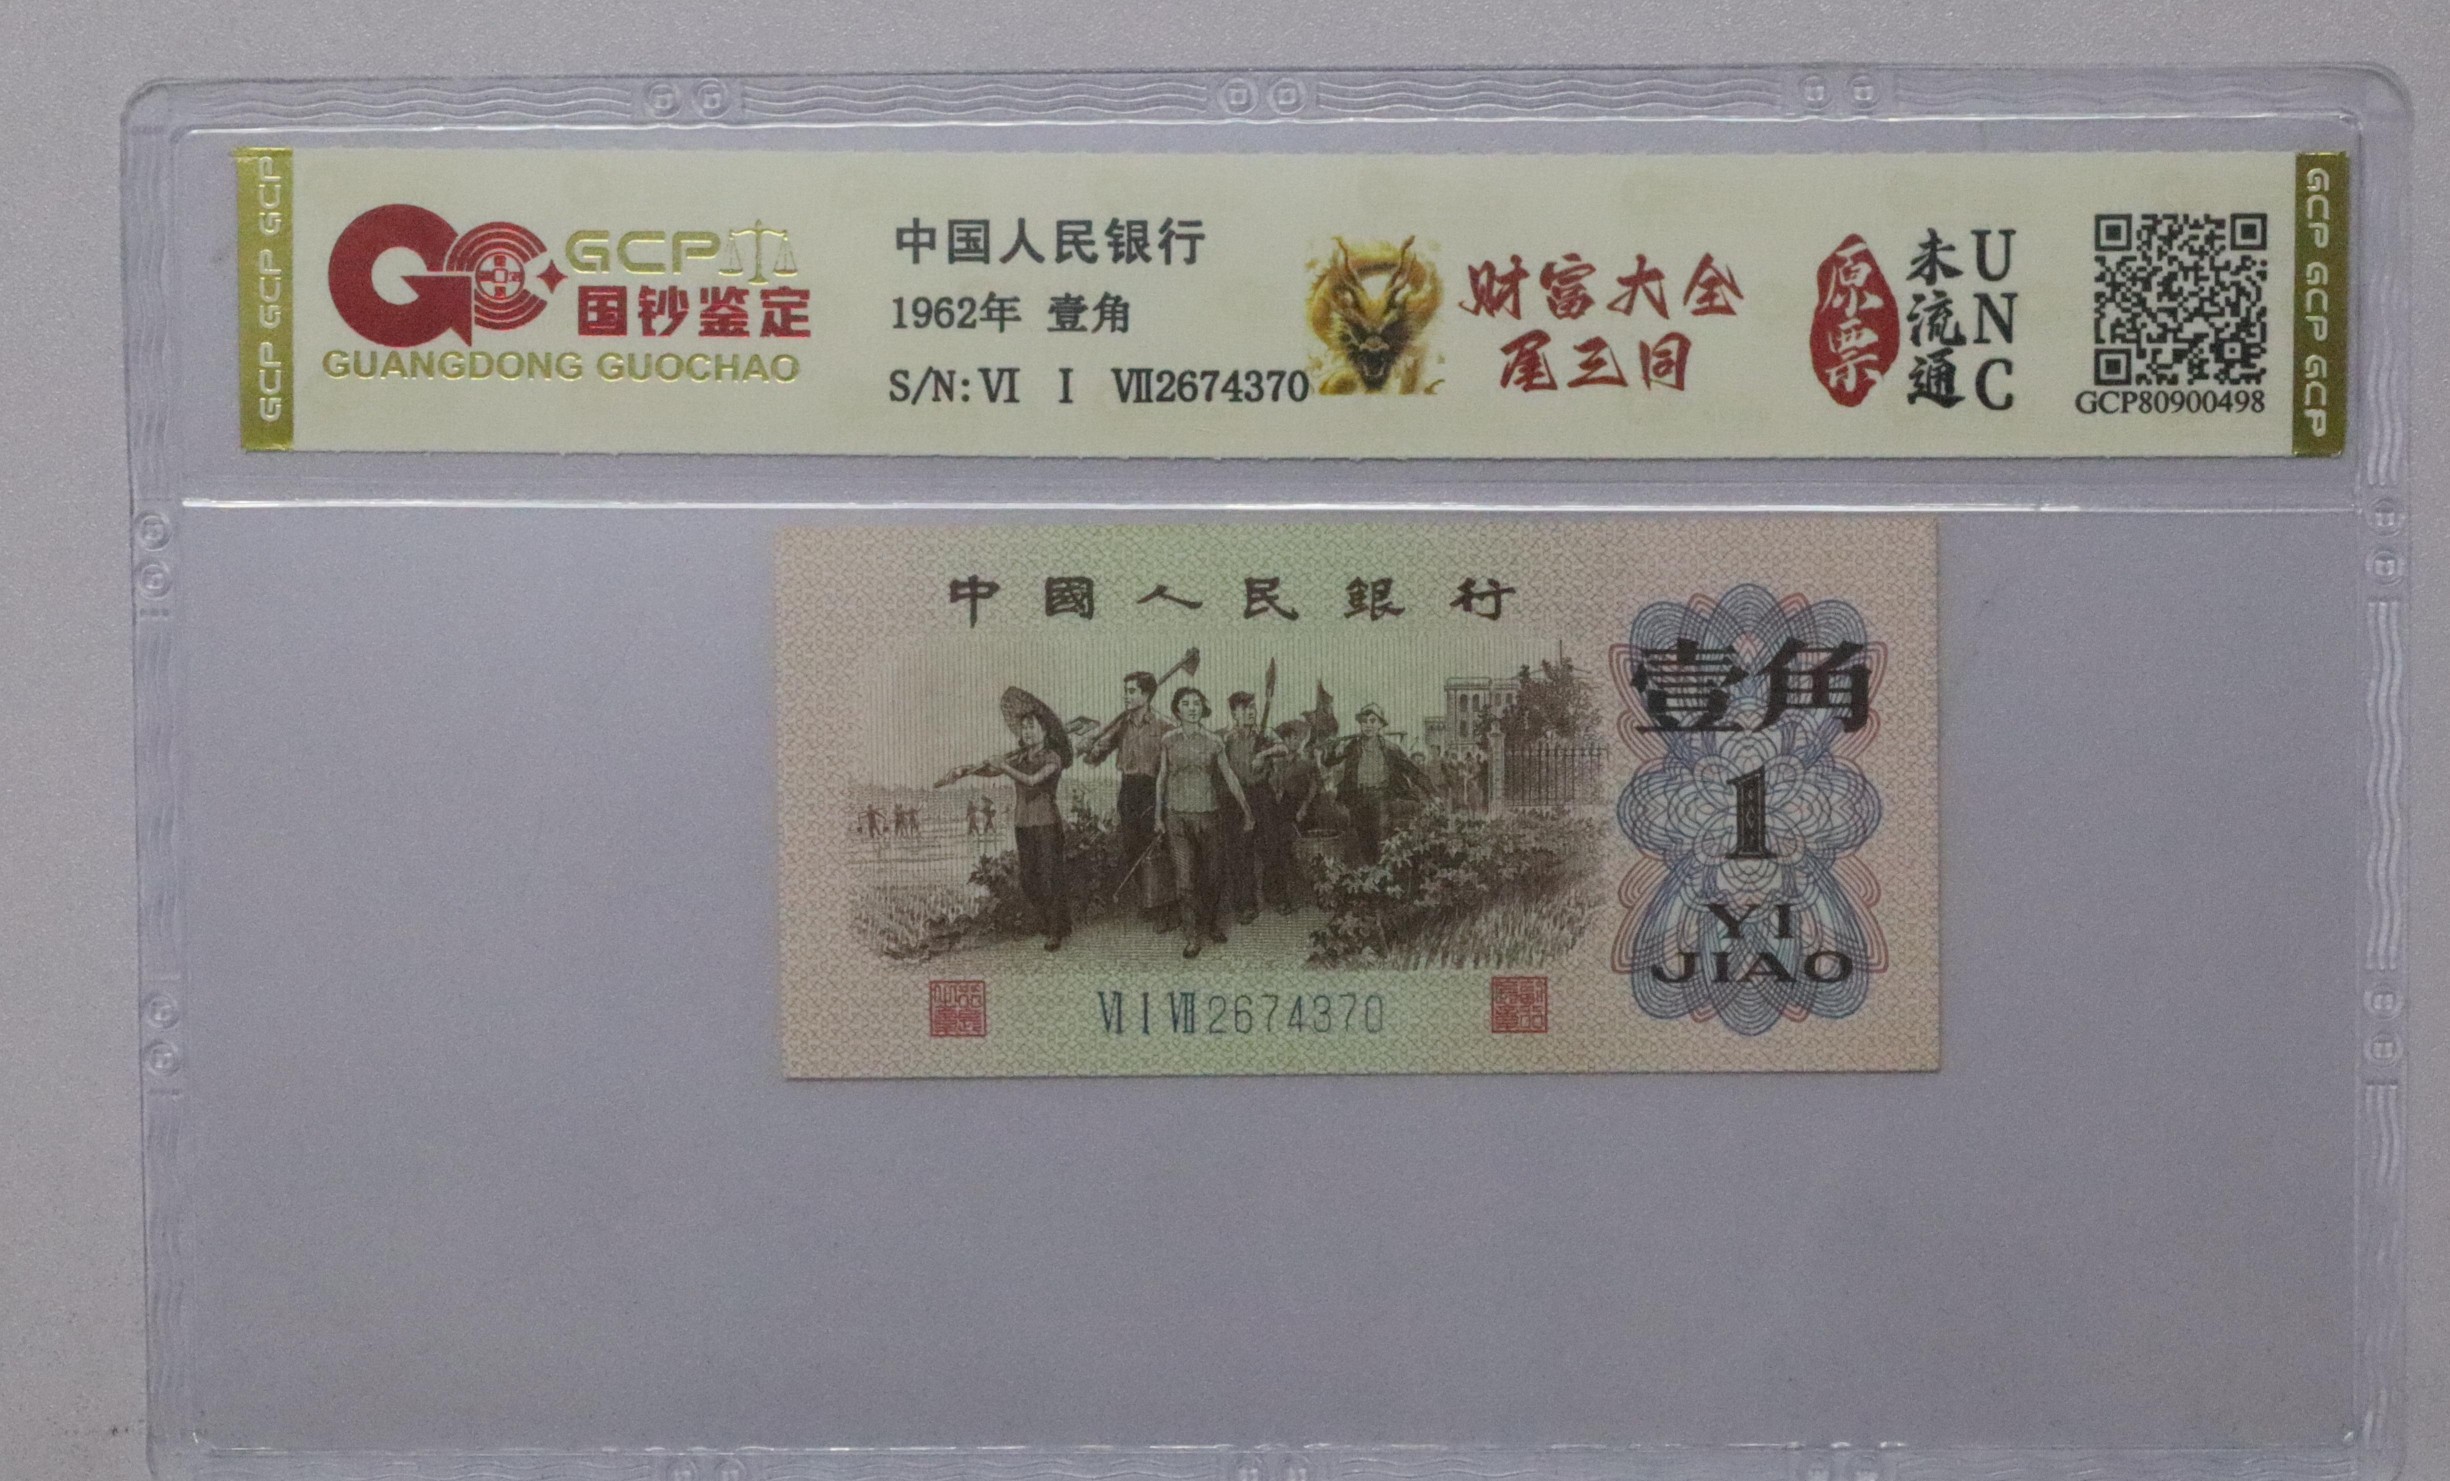 GCP GCP GCP
GCP
国钞鉴定
GUANGDONG GUOCHAO
中国人民银行
1962年 壹角
S/N: Ⅵ Ⅰ Ⅶ2674370
财富大全
尾三同
原票
未流通
UNC
GCP80900498
GCP GCP GCP
中國人民銀行
壹角
1
YI
JIAO
Ⅵ Ⅰ Ⅶ 2674370